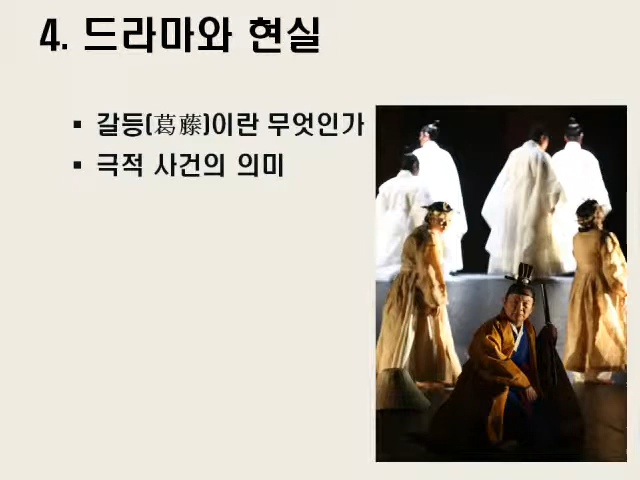 4. 드라마와 현실
▪ 갈등(葛藤)이란 무엇인가
▪ 극적 사건의 의미